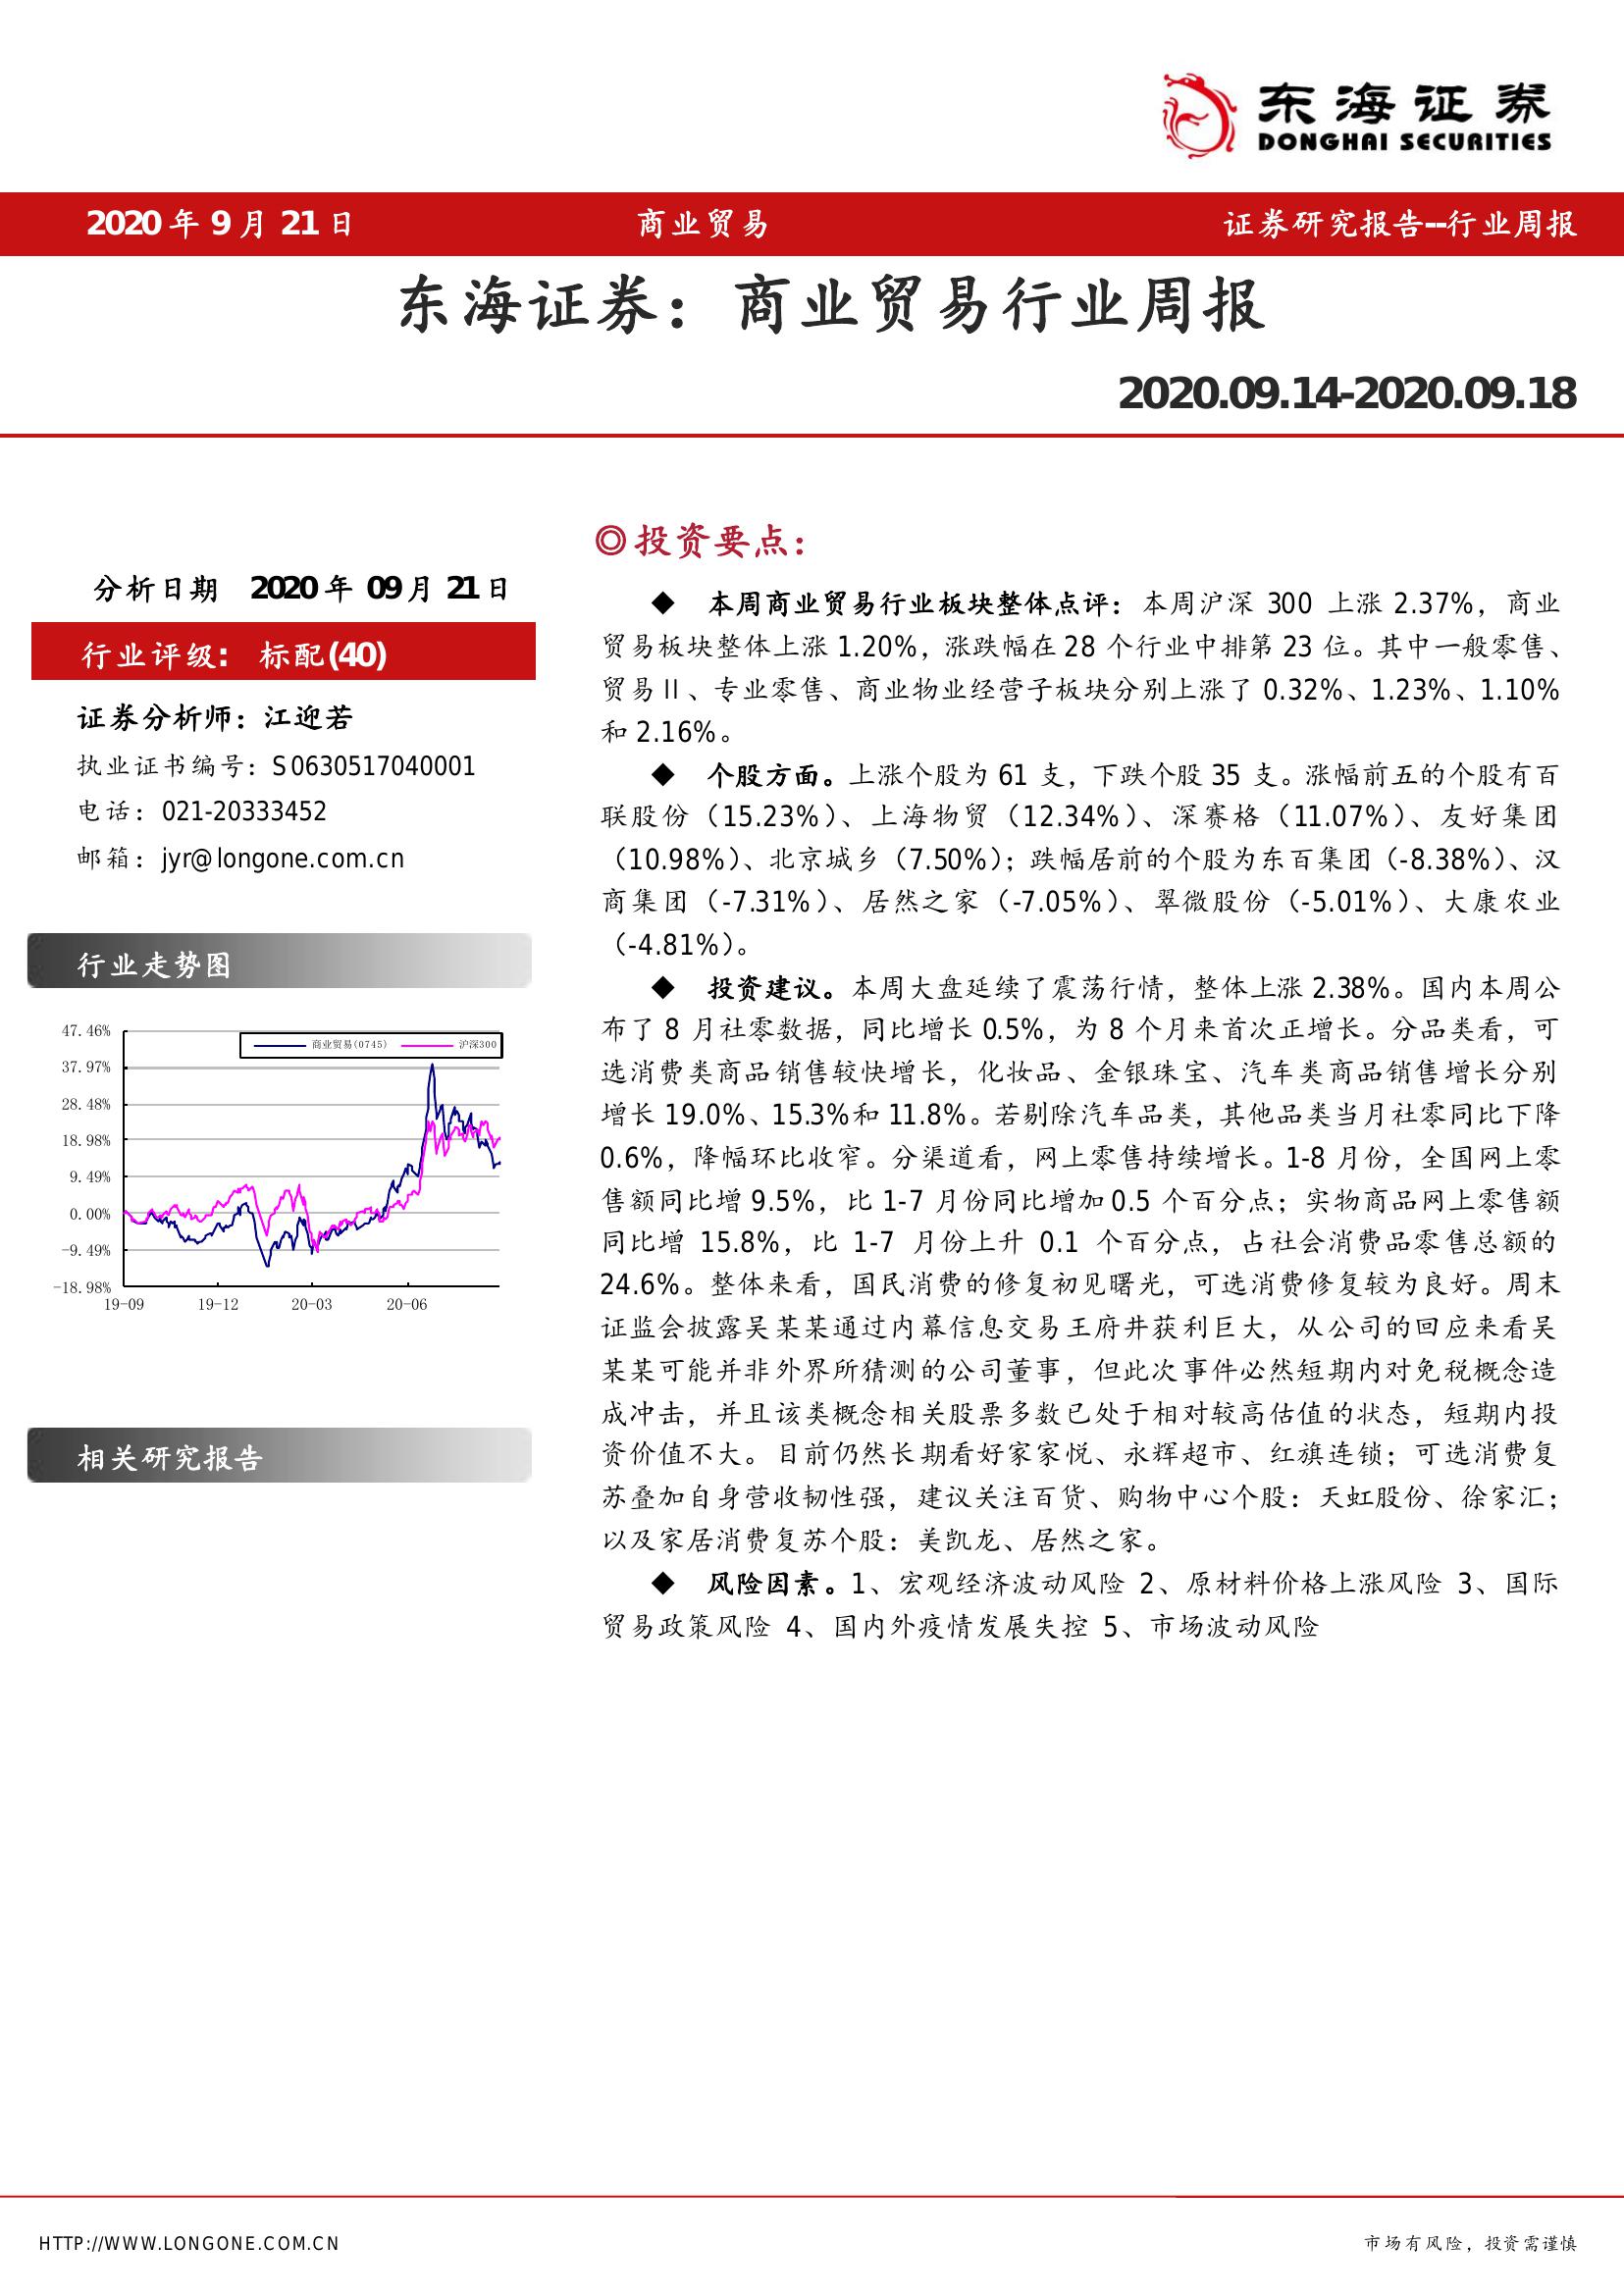 东海证券
DONGHAI SECURITIES
2020 年 9 月 21 日 商业贸易 证券研究报告--行业周报
东海证券：商业贸易行业周报
2020.09.14-2020.09.18
分析日期 2020 年 09 月 21 日
行业评级: 标配(40)
证券分析师：江迎若
执业证书编号：S0630517040001
电话：021-20333452
邮箱：jyr@longone.com.cn
行业走势图
47.46%
37.97%
28.48%
18.98%
9.49%
0.00%
-9.49%
-18.98%
商业贸易(0745) 沪深300
19-09 19-12 20-03 20-06
相关研究报告
◎投资要点：
◆ 本周商业贸易行业板块整体点评：本周沪深 300 上涨 2.37%，商业
贸易板块整体上涨 1.20%，涨跌幅在 28 个行业中排第 23 位。其中一般零售、
贸易Ⅱ、专业零售、商业物业经营子板块分别上涨了 0.32%、1.23%、1.10%
和 2.16%。
◆ 个股方面。上涨个股为 61 支，下跌个股 35 支。涨幅前五的个股有百
联股份（15.23%）、上海物贸（12.34%）、深赛格（11.07%）、友好集团
（10.98%）、北京城乡（7.50%）；跌幅居前的个股为东百集团（-8.38%）、汉
商集团（-7.31%）、居然之家（-7.05%）、翠微股份（-5.01%）、大康农业
（-4.81%）。
◆ 投资建议。本周大盘延续了震荡行情，整体上涨 2.38%。国内本周公
布了 8 月社零数据，同比增长 0.5%，为 8 个月来首次正增长。分品类看，可
选消费类商品销售较快增长，化妆品、金银珠宝、汽车类商品销售增长分别
增长 19.0%、15.3%和 11.8%。若剔除汽车品类，其他品类当月社零同比下降
0.6%，降幅环比收窄。分渠道看，网上零售持续增长。1-8 月份，全国网上零
售额同比增 9.5%，比 1-7 月份同比增加 0.5 个百分点；实物商品网上零售额
同比增 15.8%，比 1-7 月份上升 0.1 个百分点，占社会消费品零售总额的
24.6%。整体来看，国民消费的修复初见曙光，可选消费修复较为良好。周末
证监会披露吴某某通过内幕信息交易王府井获利巨大，从公司的回应来看吴
某某可能并非外界所猜测的公司董事，但此次事件必然短期内对免税概念造
成冲击，并且该类概念相关股票多数已处于相对较高估值的状态，短期内投
资价值不大。目前仍然长期看好家家悦、永辉超市、红旗连锁；可选消费复
苏叠加自身营收韧性强，建议关注百货、购物中心个股：天虹股份、徐家汇；
以及家居消费复苏个股：美凯龙、居然之家。
◆ 风险因素。1、宏观经济波动风险 2、原材料价格上涨风险 3、国际
贸易政策风险 4、国内外疫情发展失控 5、市场波动风险
HTTP://WWW.LONGONE.COM.CN 市场有风险，投资需谨慎